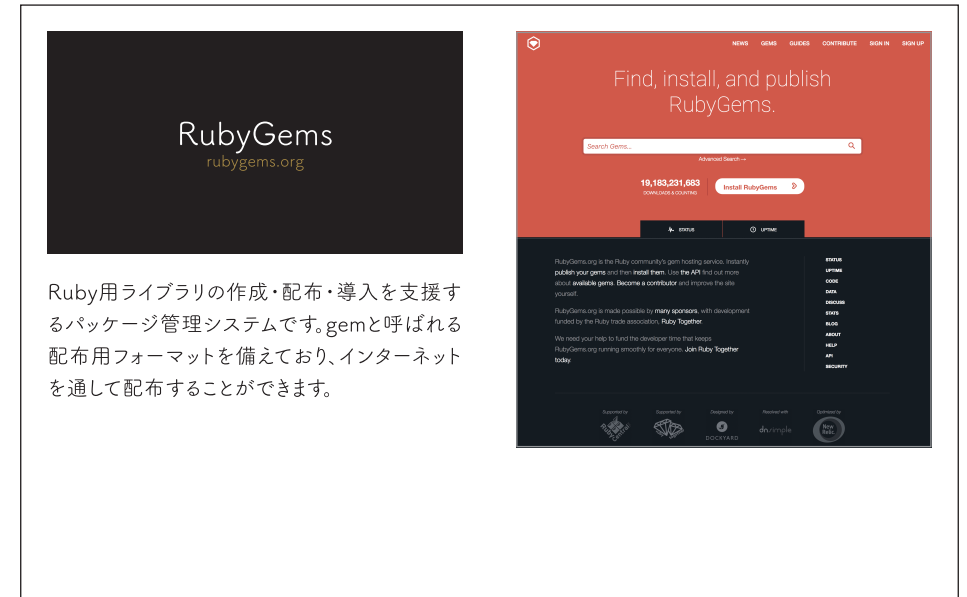 RubyGems
rubygems.org
Ruby用ライブラリの作成・配布・導入を支援す
るパッケージ管理システムです。gemと呼ばれる
配布用フォーマットを備えており、インターネット
を通して配布することができます。
NEWS GEMS GUIDES CONTRIBUTE SIGN IN SIGN UP
Find, install, and publish
RubyGems.
Search Gems...
Advanced Search →
19,183,231,683
DOWNLOADS & COUNTING
Install RubyGems
STATUS UPTIME
RubyGems.org is the Ruby community's gem hosting service. Instantly
publish your gems and then install them. Use the API find out more
about available gems. Become a contributor and improve the site
yourself.
RubyGems.org is made possible by many sponsors, with development
funded by the Ruby trade association, Ruby Together
We need your help to fund the developer time that keeps
RubyGems.org running smoothly for everyone. Join Ruby Together
today.
STATUS
UPTIME
CODE
DATA
DISCUSS
STATS
BLOG
ABOUT
HELP
API
SECURITY
Supported by Supported by Designed by Resolved with Optimized by
DOCKYARD
dnsimple
New
Relic